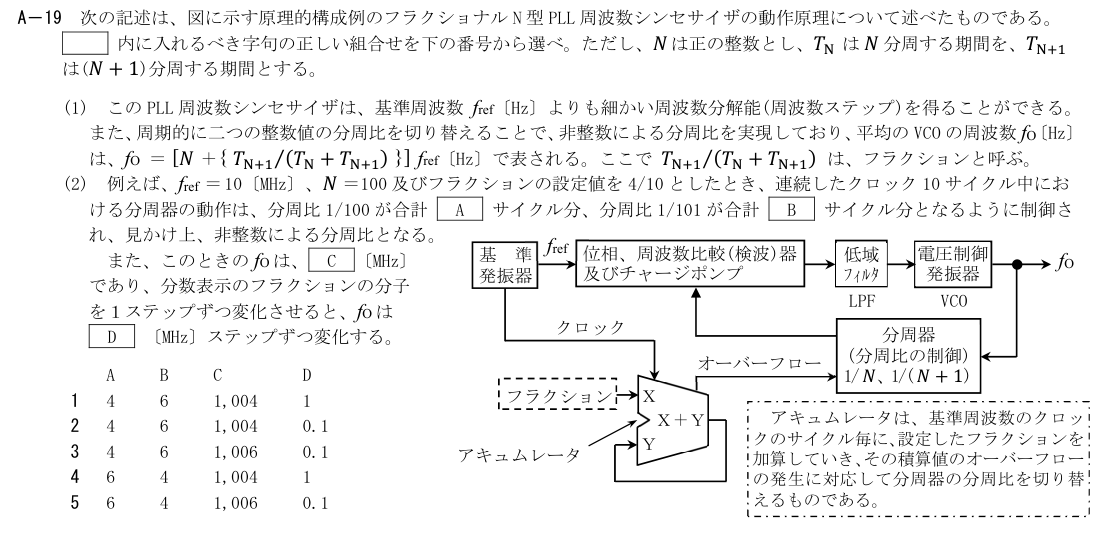 A－19 次の記述は、図に示す原理的構成例のフラクショナル N 型 PLL 周波数シンセサイザの動作原理について述べたものである。
内に入れるべき字句の正しい組合せを下の番号から選べ。ただし、N は正の整数とし、TN は N 分周する期間を、TN+1
は(N + 1)分周する期間とする。
(1) この PLL 周波数シンセサイザは、基準周波数 fref〔Hz〕よりも細かい周波数分解能(周波数ステップ)を得ることができる。
また、周期的に二つの整数値の分周比を切り替えることで、非整数による分周比を実現しており、平均の VCO の周波数 fo〔Hz〕
は、fo = [N +{ TN+1/(TN + TN+1) }] fref〔Hz〕で表される。ここで TN+1/(TN + TN+1) は、フラクションと呼ぶ。
(2) 例えば、fref＝10〔MHz〕、N＝100 及びフラクションの設定値を 4/10 としたとき、連続したクロック 10 サイクル中にお
ける分周器の動作は、分周比 1/100 が合計 A サイクル分、分周比 1/101 が合計 B サイクル分となるように制御さ
れ、見かけ上、非整数による分周比となる。
また、このときの fo は、 C 〔MHz〕
であり、分数表示のフラクションの分子
を 1 ステップずつ変化させると、fo は
D 〔MHz〕ステップずつ変化する。
A B C D
1 4 6 1,004 1
2 4 6 1,004 0.1
3 4 6 1,006 0.1
4 6 4 1,004 1
5 6 4 1,006 0.1
基 準
発振器
fref
位相、周波数比較(検波)器
及びチャージポンプ
低域
フィルタ
LPF
電圧制御
発振器
VCO
fo
クロック
分周器
(分周比の制御)
1/N、1/(N + 1)
オーバーフロー
フラクション
X
X＋Y
Y
アキュムレータ
アキュムレータは、基準周波数のクロッ
クのサイクル毎に、設定したフラクションを
加算していき、その積算値のオーバーフロー
の発生に対応して分周器の分周比を切り替
えるものである。